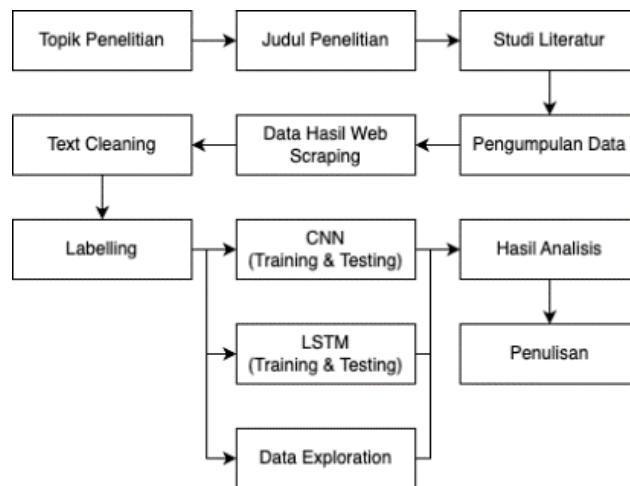 Topik Penelitian
Judul Penelitian
Studi Literatur
Pengumpulan Data
Data Hasil Web
Scraping
Text Cleaning
Labelling
CNN
(Training & Testing)
LSTM
(Training & Testing)
Data Exploration
Hasil Analisis
Penulisan